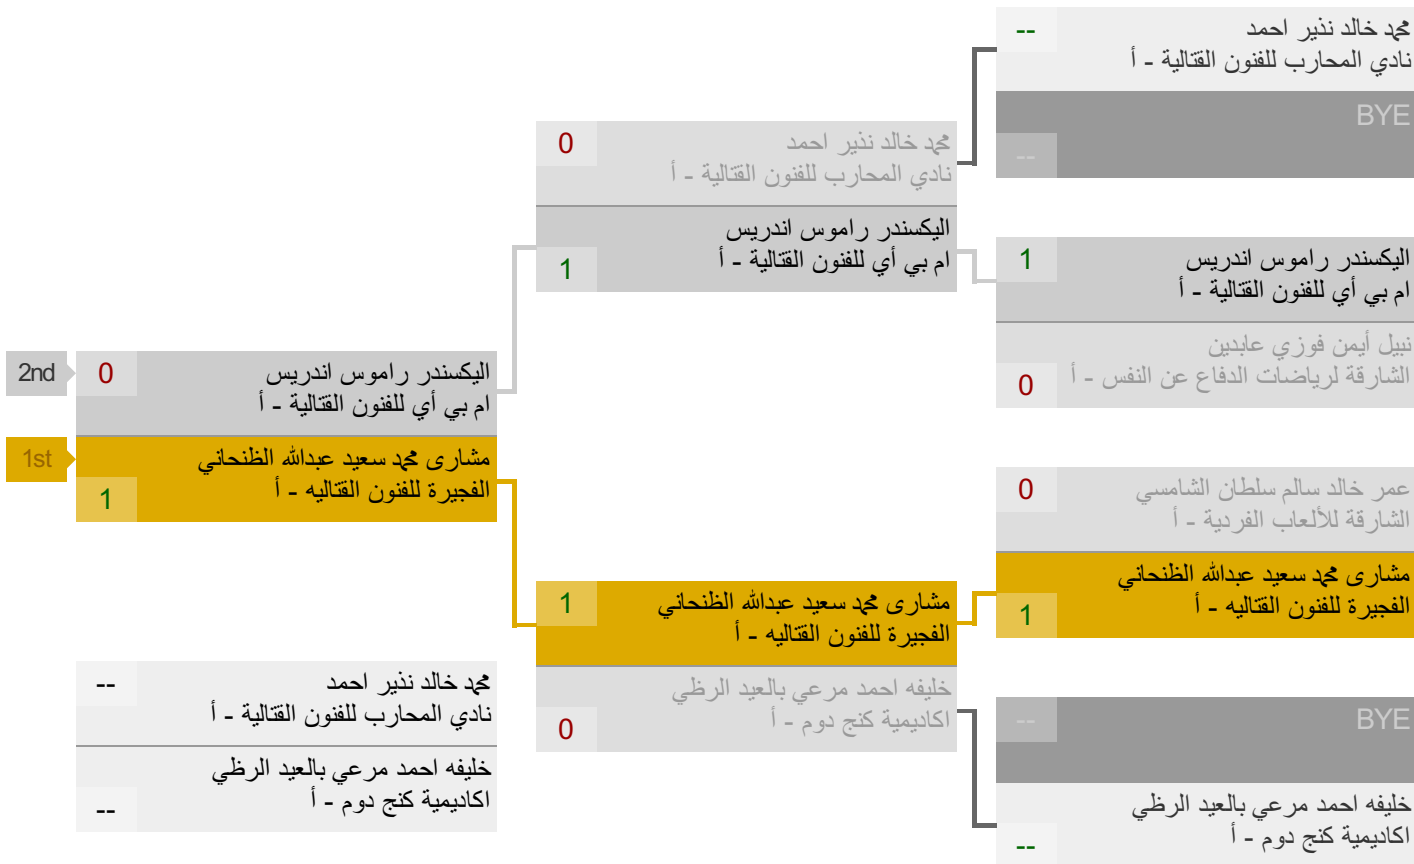 محمد خالد نذير احمد
نادي المحارب للفنون القتالية - أ
--
BYE
--
اليكسندر راموس اندريس
ام بي أي للفنون القتالية - أ
1
نبيل أيمن فوزي عابدين
الشارقة لرياضات الدفاع عن النفس - أ
0
عمر خالد سالم سلطان الشامسي
الشارقة للألعاب الفردية - أ
0
مشارى محمد سعيد عبدالله الظنحاني
الفجيرة للفنون القتاليه - أ
1
BYE
--
خليفه احمد مرعي بالعيد الرظي
اكاديمية كنج دوم - أ
--
محمد خالد نذير احمد
نادي المحارب للفنون القتالية - أ
0
اليكسندر راموس اندريس
ام بي أي للفنون القتالية - أ
1
مشارى محمد سعيد عبدالله الظنحاني
الفجيرة للفنون القتاليه - أ
1
خليفه احمد مرعي بالعيد الرظي
اكاديمية كنج دوم - أ
0
اليكسندر راموس اندريس
ام بي أي للفنون القتالية - أ
0
2nd
مشارى محمد سعيد عبدالله الظنحاني
الفجيرة للفنون القتاليه - أ
1
1st
محمد خالد نذير احمد
نادي المحارب للفنون القتالية - أ
--
خليفه احمد مرعي بالعيد الرظي
اكاديمية كنج دوم - أ
--